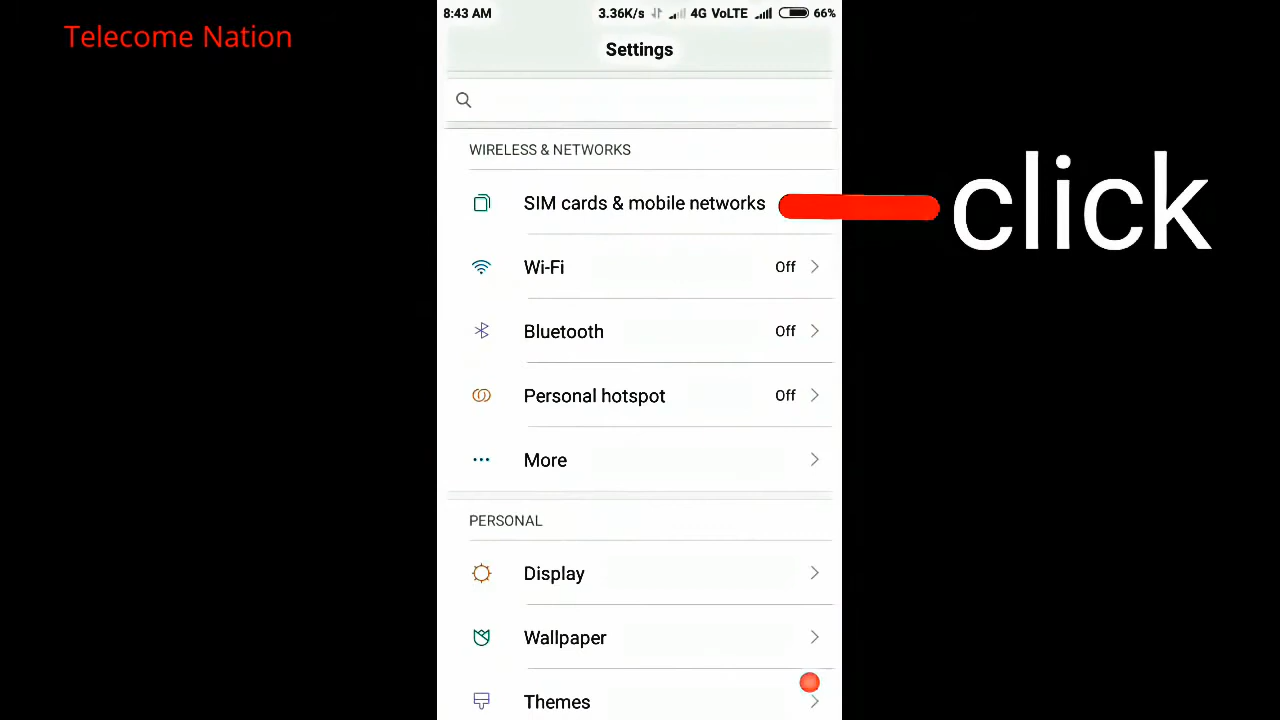 Telecome Nation
8:43 AM 3.36K/s 4G VoLTE 66%
Settings
WIRELESS & NETWORKS
SIM cards & mobile networks
click
Wi-Fi Off
Bluetooth Off
Personal hotspot Off
More
PERSONAL
Display
Wallpaper
Themes